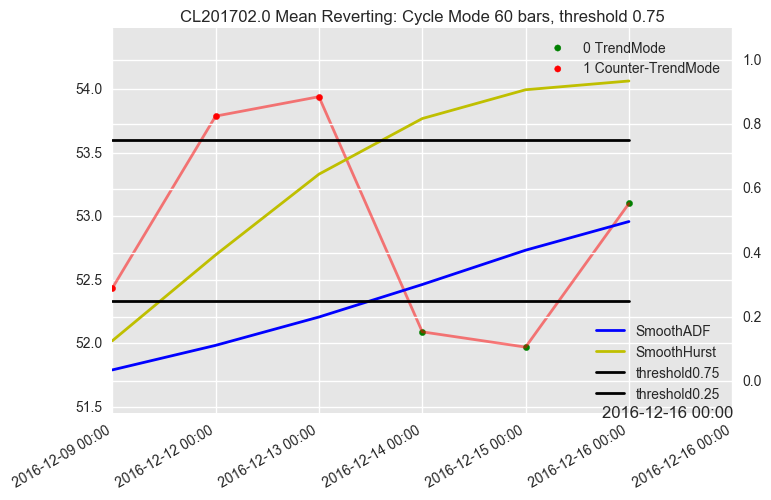 CL201702.0 Mean Reverting: Cycle Mode 60 bars, threshold 0.75
0 TrendMode
1 Counter-TrendMode
54.0
53.5
53.0
52.5
52.0
51.5
1.0
0.8
0.6
0.4
0.2
0.0
SmoothADF
SmoothHurst
threshold0.75
threshold0.25
2016-12-16 00:00
2016-12-09 00:00
2016-12-12 00:00
2016-12-13 00:00
2016-12-14 00:00
2016-12-15 00:00
2016-12-16 00:00
2016-12-16 00:00